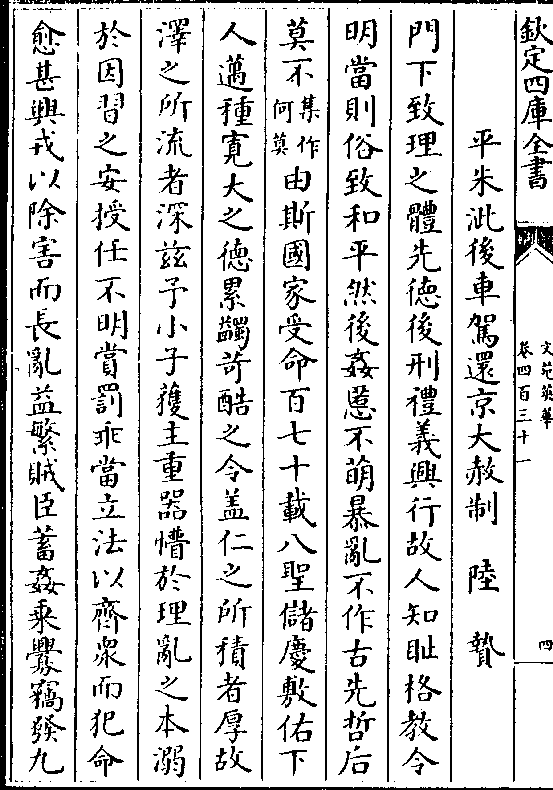 欽定四庫全書
文苑英華
卷四百三十一
四
平朱泚後車駕還京大赦制 陸贄
門下致理之體先德後刑禮義興行故人知耻格教令
明當則俗致和平然後姦慝不萌暴亂不作古先哲后
莫不集作何莫由斯國家受命百七十載八聖儲慶敷佑下
人邁種寛大之德累蠲苛酷之令盖仁之所積者厚故
澤之所流者深兹予小子獲主重器懵於理亂之本溺
於因習之安授任不明賞罰乖當立法以齊衆而犯命
愈甚興戎以除害而長亂益繁賊臣蓄姦乗釁竊發九